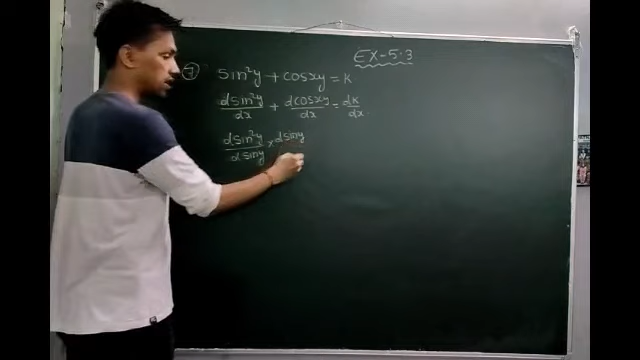 EX-5.3
⑦ sin²y + cosxy = K
dsin²y/dx + dcosxy/dx = dK/dx
dsin²y/dsiny × dsiny